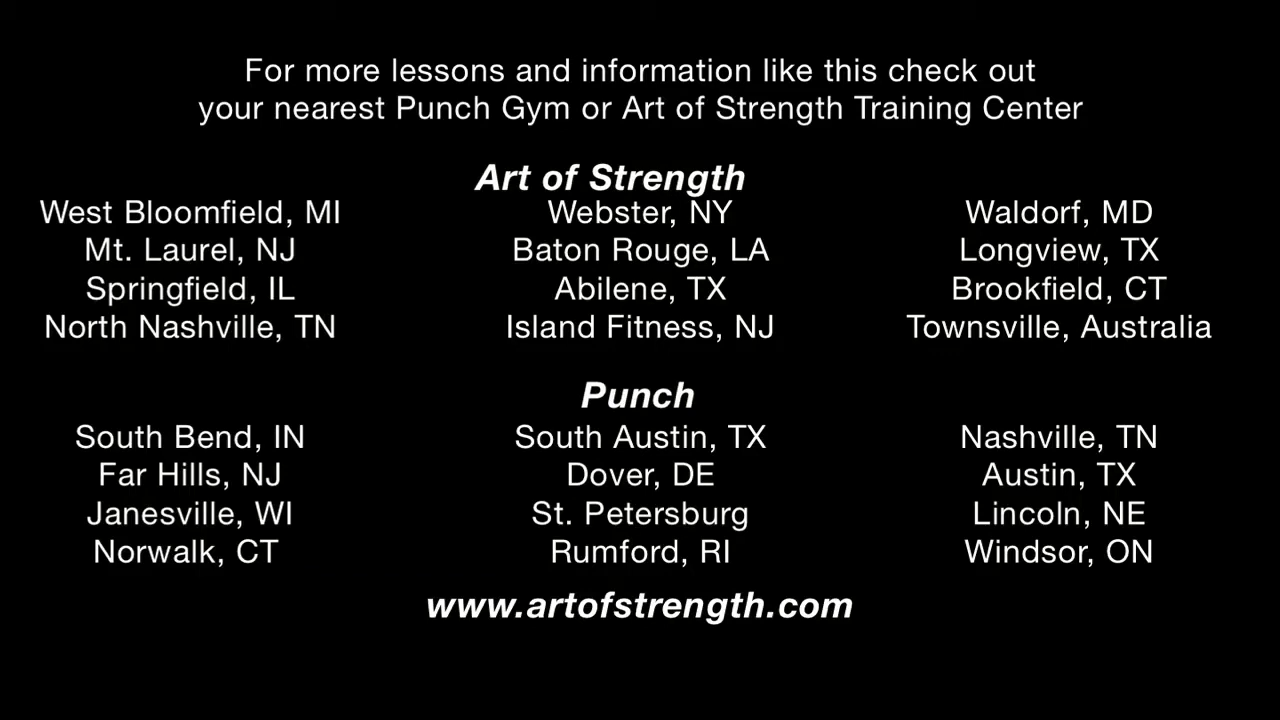 For more lessons and information like this check out
your nearest Punch Gym or Art of Strength Training Center
Art of Strength
West Bloomfield, MI Webster, NY Waldorf, MD
Mt. Laurel, NJ Baton Rouge, LA Longview, TX
Springfield, IL Abilene, TX Brookfield, CT
North Nashville, TN Island Fitness, NJ Townsville, Australia
Punch
South Bend, IN South Austin, TX Nashville, TN
Far Hills, NJ Dover, DE Austin, TX
Janesville, WI St. Petersburg Lincoln, NE
Norwalk, CT Rumford, RI Windsor, ON
www.artofstrength.com